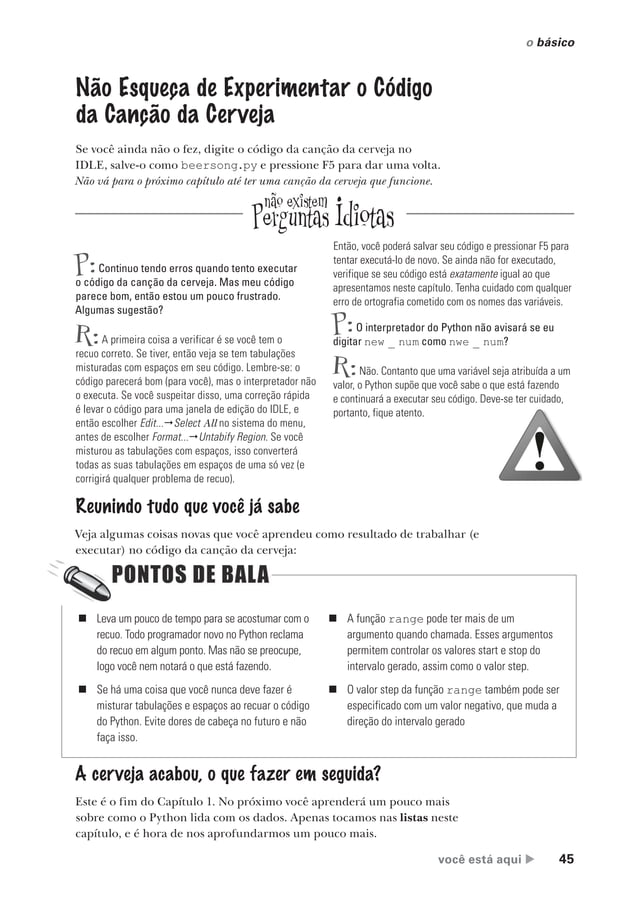 o básico
Não Esqueça de Experimentar o Código
da Canção da Cerveja
Se você ainda não o fez, digite o código da canção da cerveja no
IDLE, salve-o como beersong.py e pressione F5 para dar uma volta.
Não vá para o próximo capítulo até ter uma canção da cerveja que funcione.
não existem
Perguntas Idiotas
P: Continuo tendo erros quando tento executar
o código da canção da cerveja. Mas meu código
parece bom, então estou um pouco frustrado.
Algumas sugestão?
R: A primeira coisa a verificar é se você tem o
recuo correto. Se tiver, então veja se tem tabulações
misturadas com espaços em seu código. Lembre-se: o
código parecerá bom (para você), mas o interpretador não
o executa. Se você suspeitar disso, uma correção rápida
é levar o código para uma janela de edição do IDLE, e
então escolher Edit...→Select All no sistema do menu,
antes de escolher Format...→Untabify Region. Se você
misturou as tabulações com espaços, isso converterá
todas as suas tabulações em espaços de uma só vez (e
corrigirá qualquer problema de recuo).
Então, você poderá salvar seu código e pressionar F5 para
tentar executá-lo de novo. Se ainda não for executado,
verifique se seu código está exatamente igual ao que
apresentamos neste capítulo. Tenha cuidado com qualquer
erro de ortografia cometido com os nomes das variáveis.
P: O interpretador do Python não avisará se eu
digitar new _ num como nwe _ num?
R: Não. Contanto que uma variável seja atribuída a um
valor, o Python supõe que você sabe o que está fazendo
e continuará a executar seu código. Deve-se ter cuidado,
portanto, fique atento.
!
Reunindo tudo que você já sabe
Veja algumas coisas novas que você aprendeu como resultado de trabalhar (e
executar) no código da canção da cerveja:
PONTOS DE BALA
■ Leva um pouco de tempo para se acostumar com o
recuo. Todo programador novo no Python reclama
do recuo em algum ponto. Mas não se preocupe,
logo você nem notará o que está fazendo.
■ Se há uma coisa que você nunca deve fazer é
misturar tabulações e espaços ao recuar o código
do Python. Evite dores de cabeça no futuro e não
faça isso.
■ A função range pode ter mais de um
argumento quando chamada. Esses argumentos
permitem controlar os valores start e stop do
intervalo gerado, assim como o valor step.
■ O valor step da função range também pode ser
especificado com um valor negativo, que muda a
direção do intervalo gerado
A cerveja acabou, o que fazer em seguida?
Este é o fim do Capítulo 1. No próximo você aprenderá um pouco mais
sobre como o Python lida com os dados. Apenas tocamos nas listas neste
capítulo, e é hora de nos aprofundarmos um pouco mais.
você está aqui ▶ 45